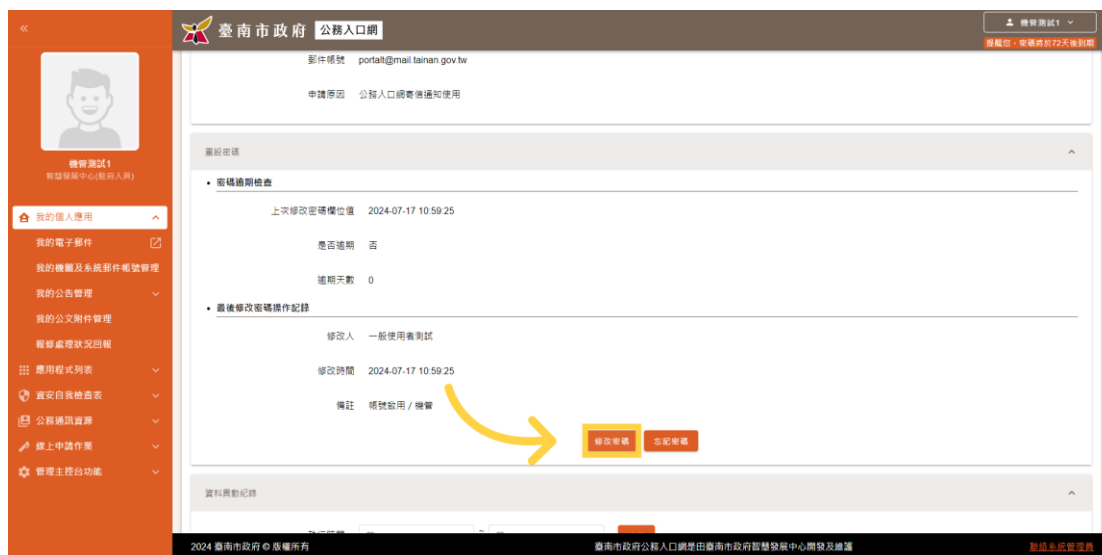 «
臺南市政府 公務入口網
機管測試1
提醒您，密碼將於72天後到期
機管測試1
智慧發展中心(駐府人員)
我的個人應用
我的電子郵件
我的機關及系統郵件帳號管理
我的公告管理
我的公文附件管理
報修處理狀況回報
應用程式列表
資安自我檢查表
公務通訊資源
線上申請作業
管理主控台功能
郵件帳號 portalt@mail.tainan.gov.tw
申請原因 公務入口網寄信通知使用
重設密碼
• 密碼逾期檢查
上次修改密碼欄位值 2024-07-17 10:59:25
是否逾期 否
逾期天數 0
• 最後修改密碼操作記錄
修改人 一般使用者測試
修改時間 2024-07-17 10:59:25
備註 帳號啟用 / 機管
修改密碼 忘記密碼
資料異動紀錄
~
2024 臺南市政府 © 版權所有
臺南市政府公務入口網是由臺南市政府智慧發展中心開發及維護
聯絡系統管理員